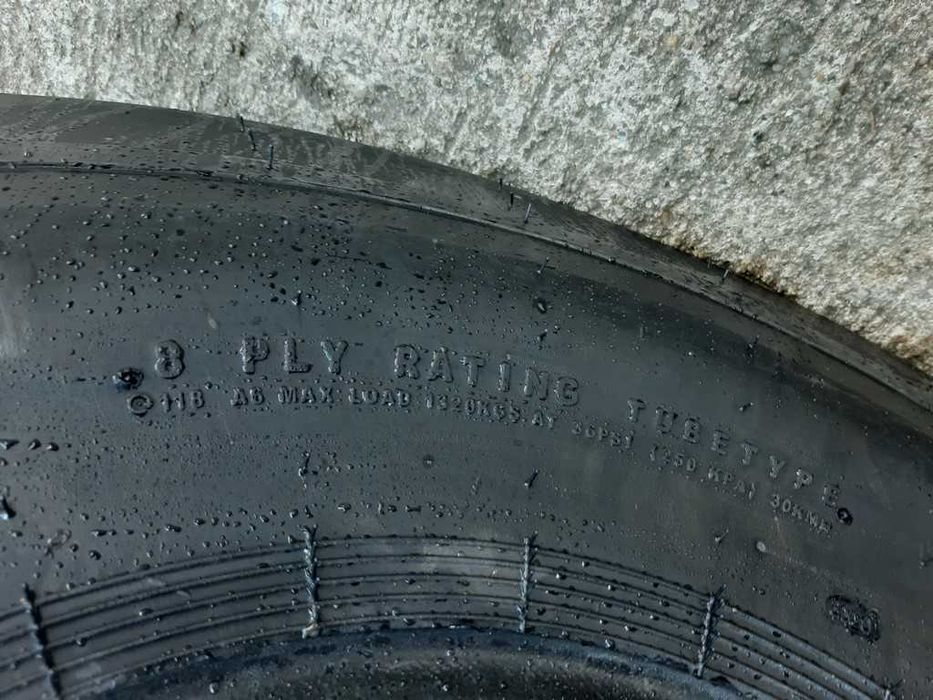 8 PLY RATING TUBETYPE
118 A6 MAX LOAD 1320KGS AT 36PSI (250 KPA) 30KMH